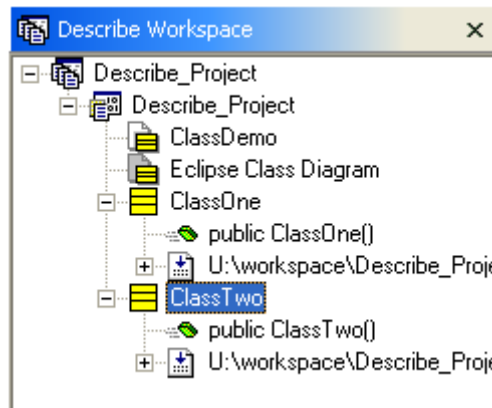 Describe Workspace
Describe_Project
Describe_Project
ClassDemo
Eclipse Class Diagram
ClassOne
public ClassOne()
U:\workspace\Describe_Proje
ClassTwo
public ClassTwo()
U:\workspace\Describe_Proje